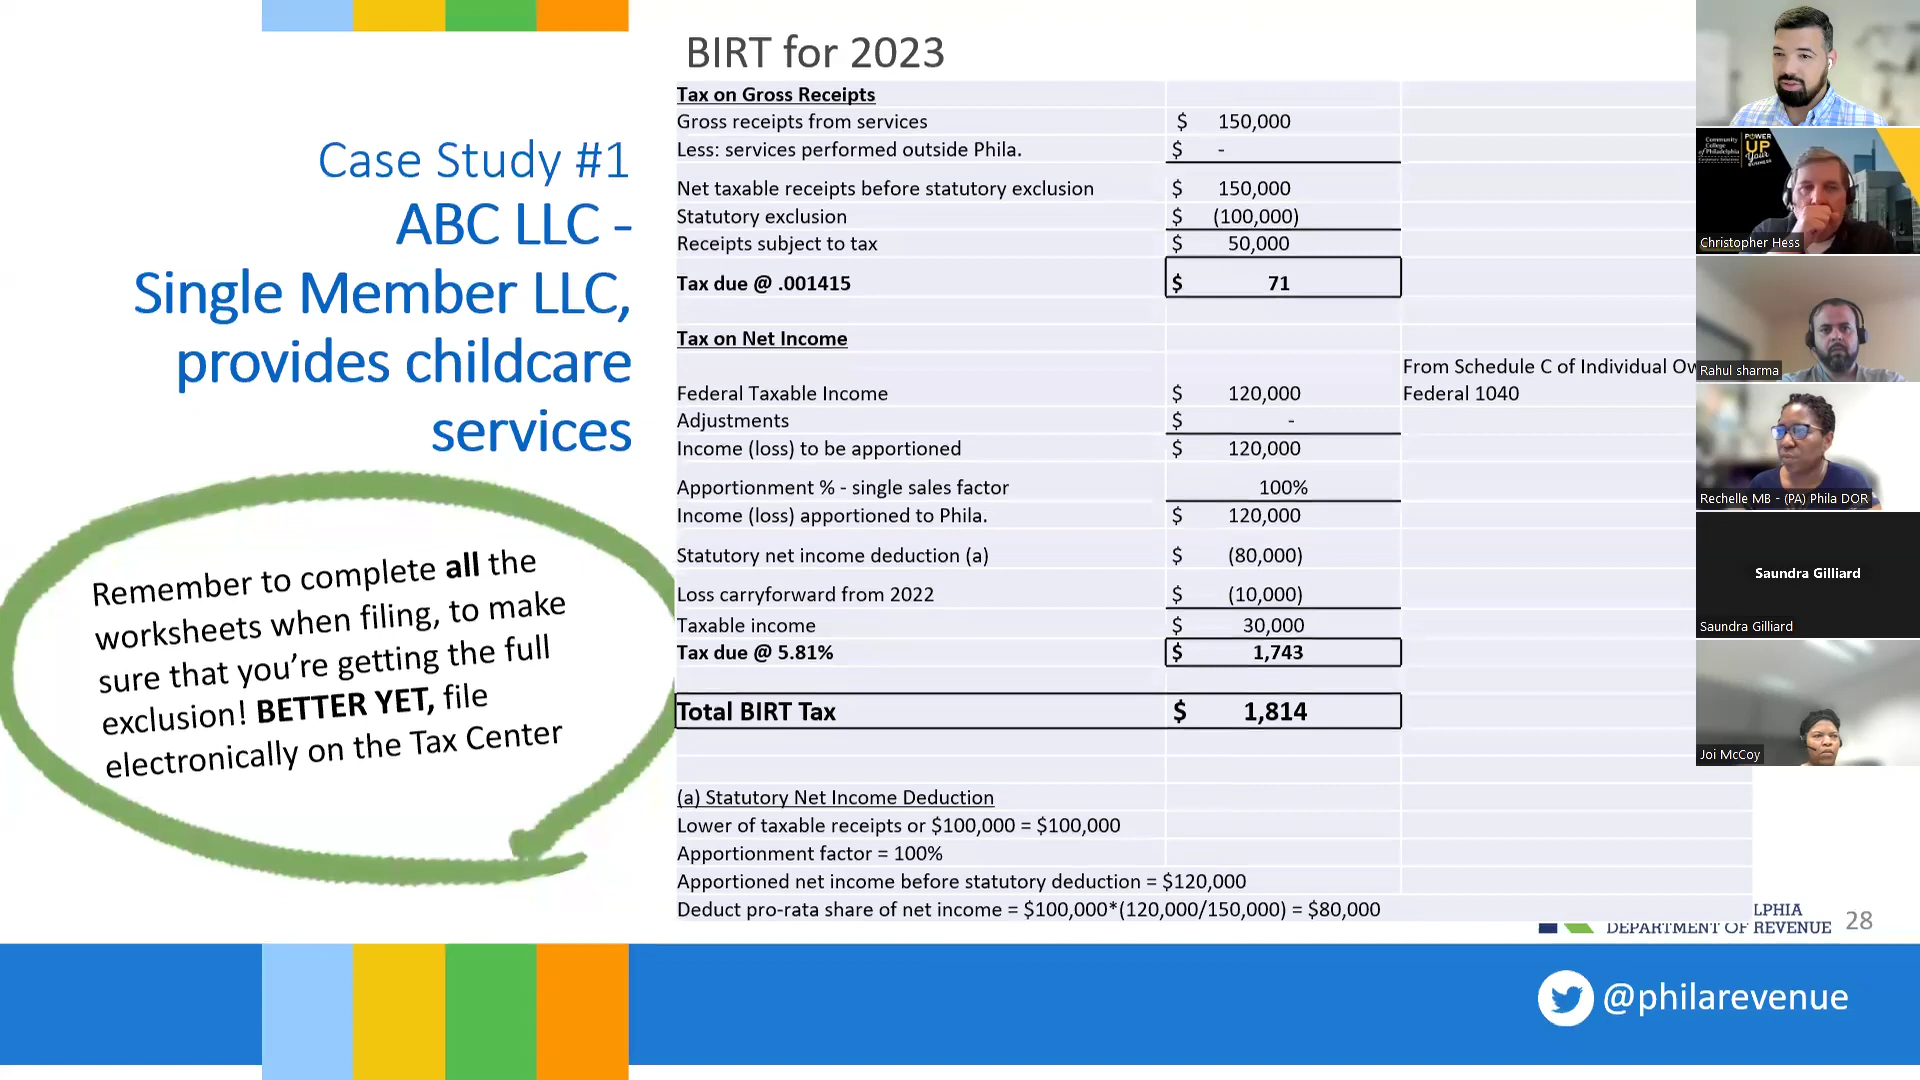 BIRT for 2023
Case Study #1
ABC LLC -
Single Member LLC,
provides childcare
services
Remember to complete all the
worksheets when filing, to make
sure that you’re getting the full
exclusion! BETTER YET, file
electronically on the Tax Center
Tax on Gross Receipts
Gross receipts from services $ 150,000
Less: services performed outside Phila. $ -
Net taxable receipts before statutory exclusion $ 150,000
Statutory exclusion $ (100,000)
Receipts subject to tax $ 50,000
Tax due @ .001415 $ 71
Tax on Net Income
From Schedule C of Individual Ow
Federal Taxable Income $ 120,000 Federal 1040
Adjustments $ -
Income (loss) to be apportioned $ 120,000
Apportionment % - single sales factor 100%
Income (loss) apportioned to Phila. $ 120,000
Statutory net income deduction (a) $ (80,000)
Loss carryforward from 2022 $ (10,000)
Taxable income 30,000
Tax due @ 5.81% $ 1,743
Total BIRT Tax $ 1,814
(a) Statutory Net Income Deduction
Lower of taxable receipts or $100,000 = $100,000
Apportionment factor = 100%
Apportioned net income before statutory deduction = $120,000
Deduct pro-rata share of net income = $100,000*(120,000/150,000) = $80,000
LPHIA
DEPARTMENT OF REVENUE 28
@philarevenue
Community
College
of Philadelphia
POWER
UP
Your
BUSINESS
Christopher Hess
Rahul sharma
Rechelle MB - (PA) Phila DOR
Saundra Gilliard
Saundra Gilliard
Joi McCoy